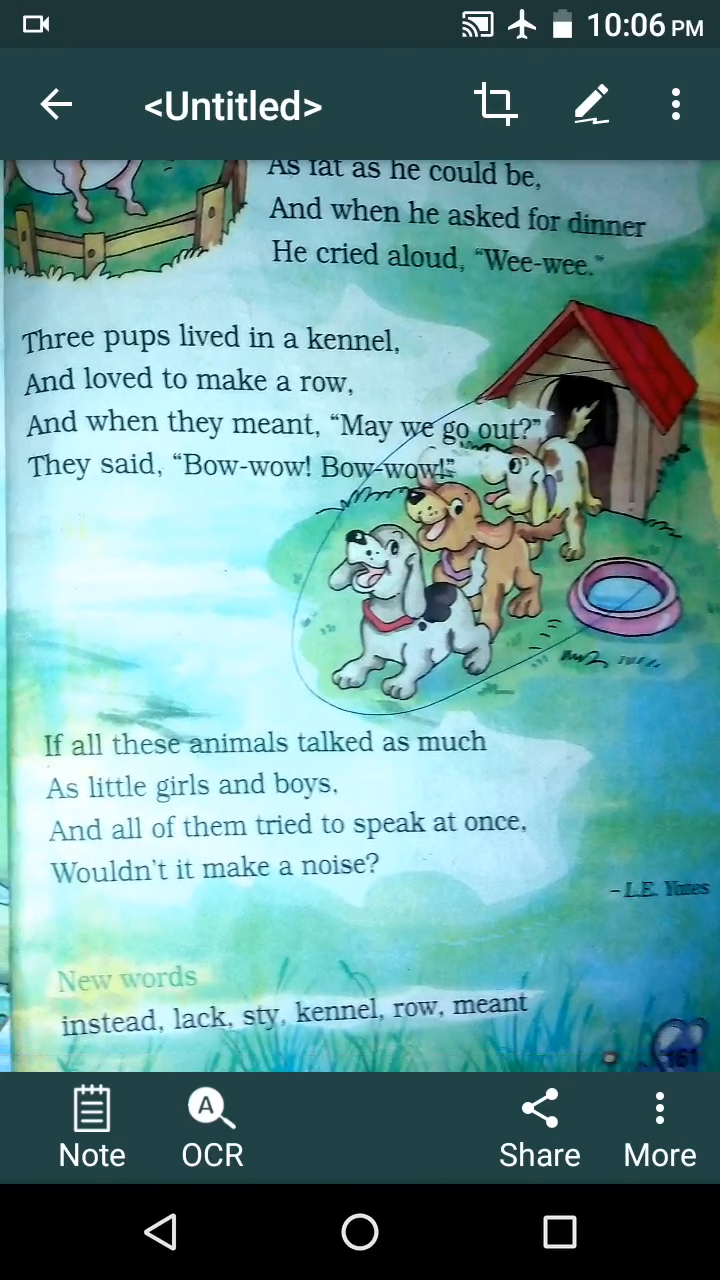 10:06 PM
<Untitled>
As fat as he could be,
And when he asked for dinner
He cried aloud, “Wee-wee.”
Three pups lived in a kennel,
And loved to make a row,
And when they meant, “May we go out?”
They said, “Bow-wow! Bow-wow!”
If all these animals talked as much
As little girls and boys,
And all of them tried to speak at once,
Wouldn't it make a noise?
– L.E. Yates
New words
instead, lack, sty, kennel, row, meant
161
A
Note OCR Share More